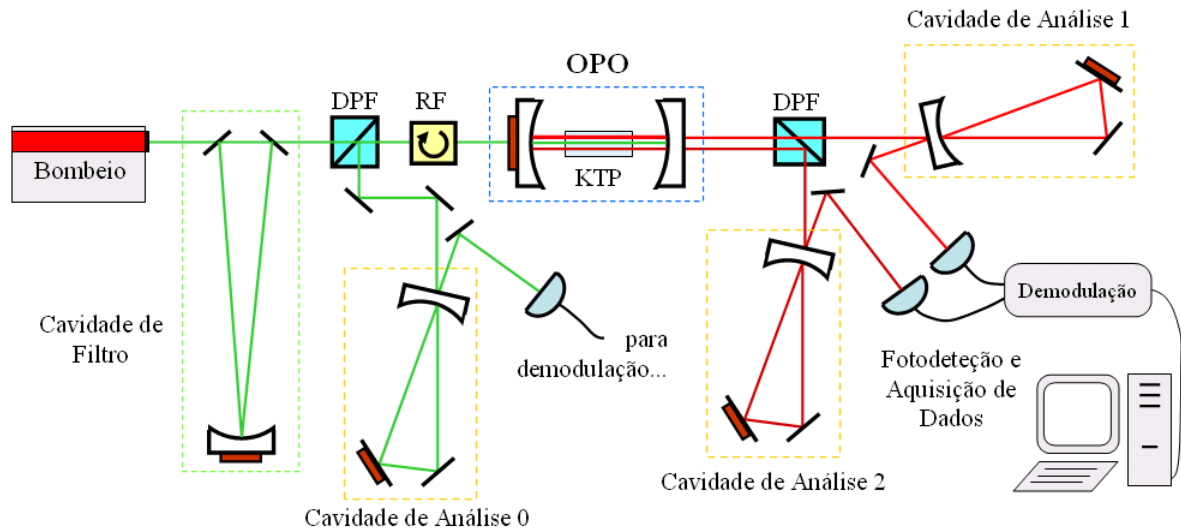 Cavidade de Análise 1
OPO
DPF
RF
DPF
Bombeio
KTP
Cavidade de
Filtro
para
demodulação...
Demodulação
Fotodeteção e
Aquisição de
Dados
Cavidade de Análise 2
Cavidade de Análise 0